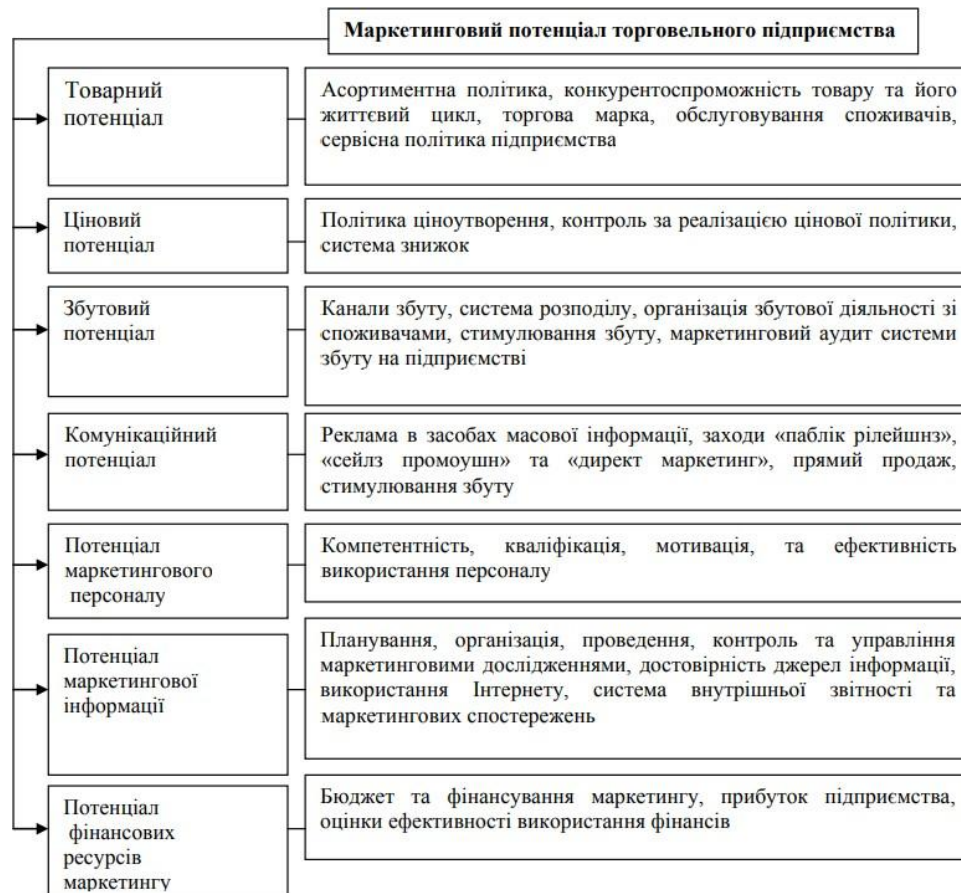 Маркетинговий потенціал торговельного підприємства
Товарний
потенціал
Асортиментна політика, конкурентоспроможність товару та його
життєвий цикл, торгова марка, обслуговування споживачів,
сервісна політика підприємства
Ціновий
потенціал
Політика ціноутворення, контроль за реалізацією цінової політики,
система знижок
Збутовий
потенціал
Канали збуту, система розподілу, організація збутової діяльності зі
споживачами, стимулювання збуту, маркетинговий аудит системи
збуту на підприємстві
Комунікаційний
потенціал
Реклама в засобах масової інформації, заходи «паблік рілейшнз»,
«сейлз промоушн» та «директ маркетинг», прямий продаж,
стимулювання збуту
Потенціал
маркетингового
персоналу
Компетентність, кваліфікація, мотивація, та ефективність
використання персоналу
Потенціал
маркетингової
інформації
Планування, організація, проведення, контроль та управління
маркетинговими дослідженнями, достовірність джерел інформації,
використання Інтернету, система внутрішньої звітності та
маркетингових спостережень
Потенціал
фінансових
ресурсів
маркетингу
Бюджет та фінансування маркетингу, прибуток підприємства,
оцінки ефективності використання фінансів